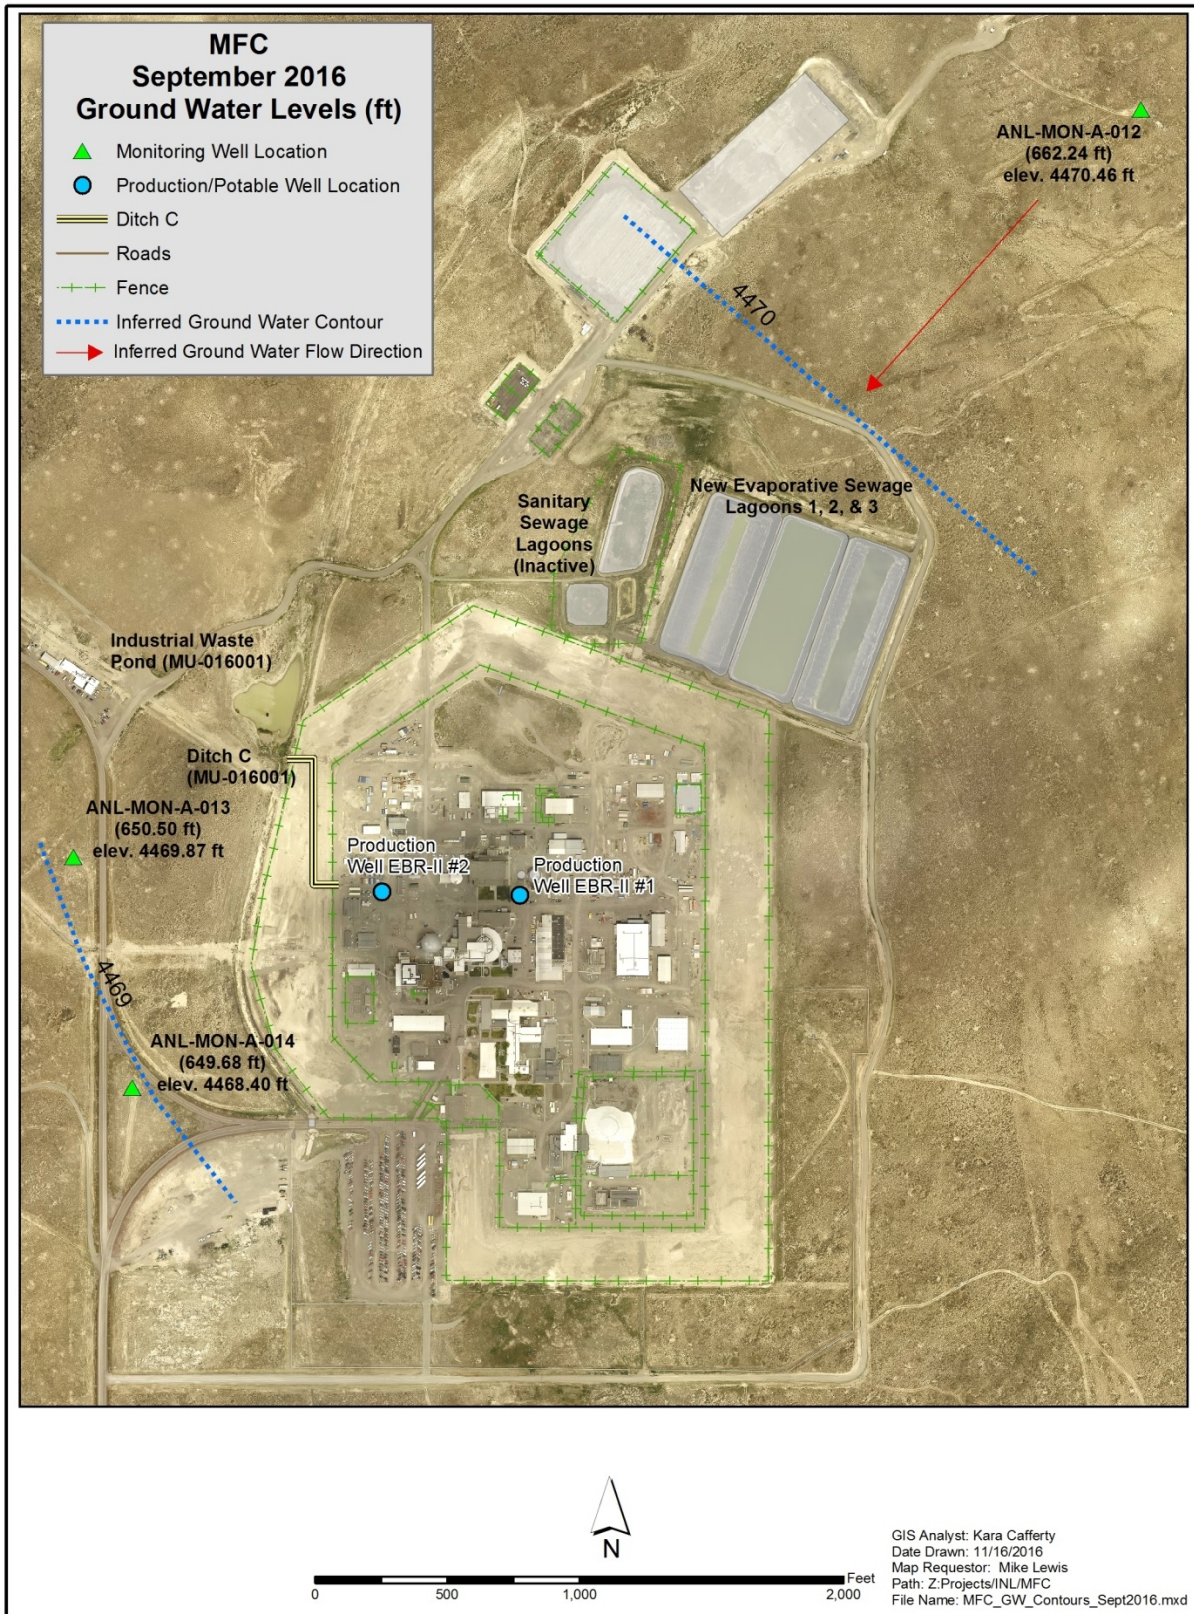 MFC
September 2016
Ground Water Levels (ft)
Monitoring Well Location
Production/Potable Well Location
Ditch C
Roads
Fence
Inferred Ground Water Contour
Inferred Ground Water Flow Direction
ANL-MON-A-012
(662.24 ft)
elev. 4470.46 ft
4470
New Evaporative Sewage
Lagoons 1, 2, & 3
Sanitary
Sewage
Lagoons
(Inactive)
Industrial Waste
Pond (MU-016001)
Ditch C
(MU-016001)
ANL-MON-A-013
(650.50 ft)
elev. 4469.87 ft
Production
Well EBR-II #2
Production
Well EBR-II #1
4469
ANL-MON-A-014
(649.68 ft)
elev. 4468.40 ft
N
Feet
0 500 1,000 2,000
GIS Analyst: Kara Cafferty
Date Drawn: 11/16/2016
Map Requestor: Mike Lewis
Path: Z:Projects/INL/MFC
File Name: MFC_GW_Contours_Sept2016.mxd